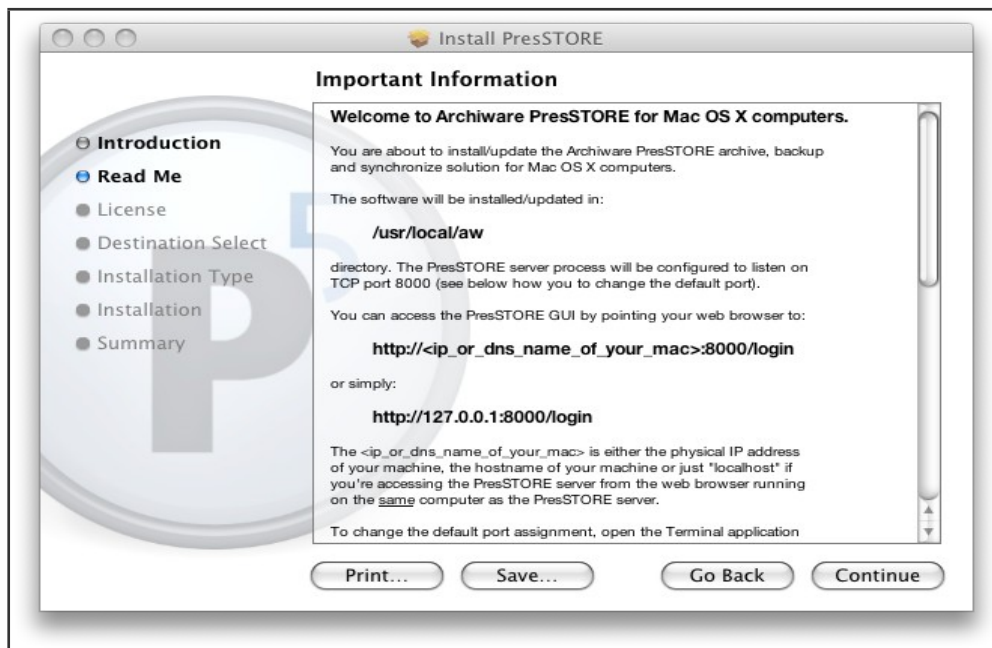 Install PresSTORE
Important Information
Introduction
Read Me
License
Destination Select
Installation Type
Installation
Summary
P5
Welcome to Archiware PresSTORE for Mac OS X computers.
You are about to install/update the Archiware PresSTORE archive, backup
and synchronize solution for Mac OS X computers.
The software will be installed/updated in:
/usr/local/aw
directory. The PresSTORE server process will be configured to listen on
TCP port 8000 (see below how you to change the default port).
You can access the PresSTORE GUI by pointing your web browser to:
http://<ip_or_dns_name_of_your_mac>:8000/login
or simply:
http://127.0.0.1:8000/login
The <ip_or_dns_name_of_your_mac> is either the physical IP address
of your machine, the hostname of your machine or just "localhost" if
you're accessing the PresSTORE server from the web browser running
on the same computer as the PresSTORE server.
To change the default port assignment, open the Terminal application
Print...
Save...
Go Back
Continue